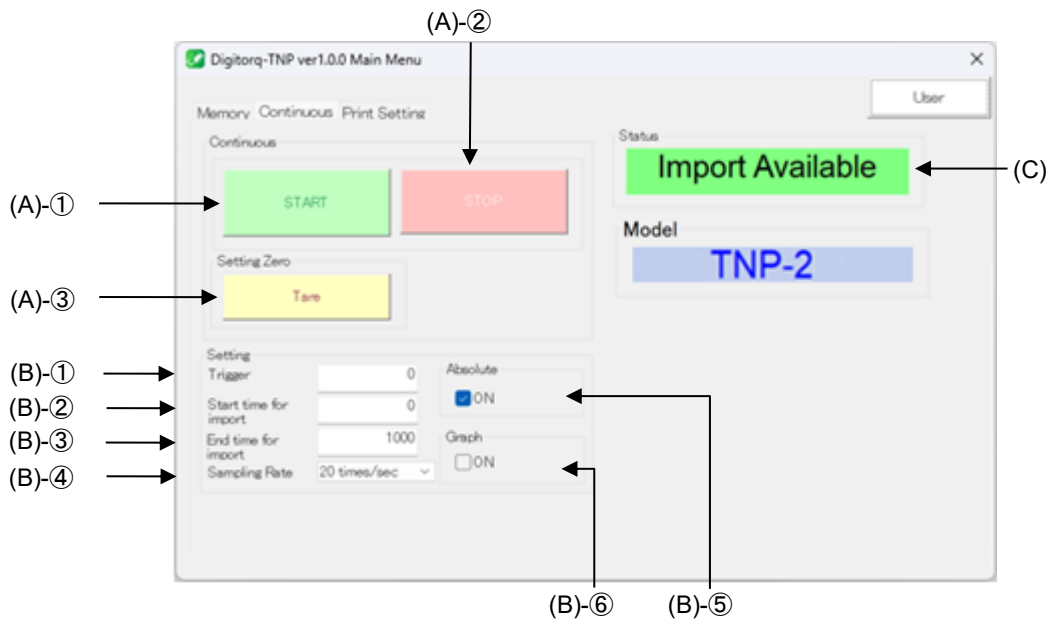 (A)-②
Digitorq-TNP ver1.0.0 Main Menu
User
Memory Continuous Print Setting
Continuous
Status
Import Available
(C)
START
STOP
(A)-①
Model
TNP-2
Setting Zero
Tare
(A)-③
Setting
(B)-①
Trigger
0
Absolute
ON
(B)-②
Start time for
import
0
(B)-③
End time for
import
1000
Graph
ON
(B)-④
Sampling Rate
20 times/sec
(B)-⑥
(B)-⑤